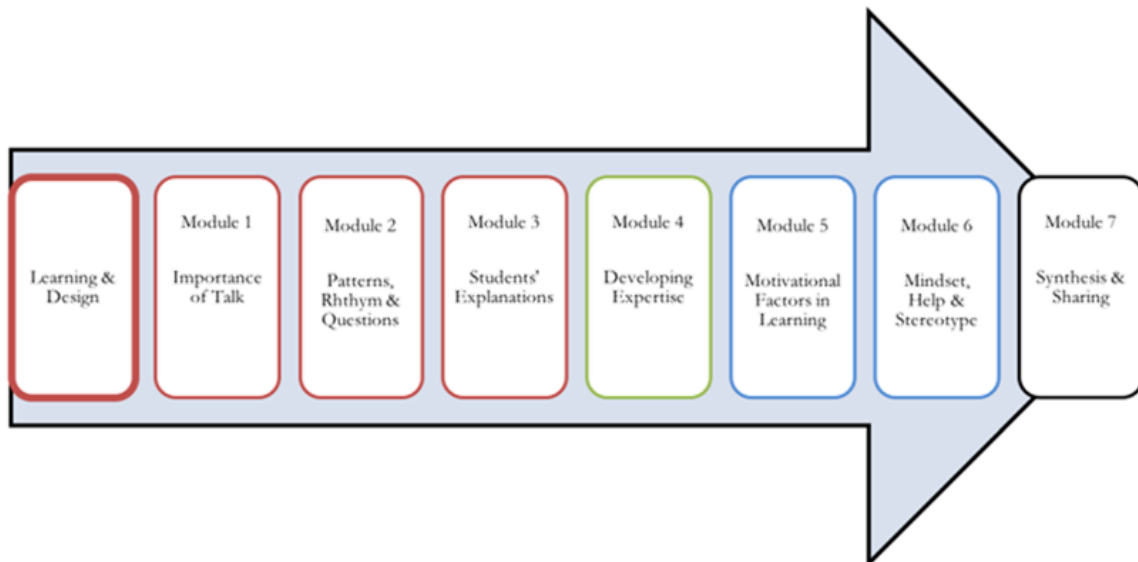 Learning &
Design
Module 1
Importance
of Talk
Module 2
Patterns,
Rhthym &
Questions
Module 3
Students'
Explanations
Module 4
Developing
Expertise
Module 5
Motivational
Factors in
Learning
Module 6
Mindset,
Help &
Stereotype
Module 7
Synthesis &
Sharing